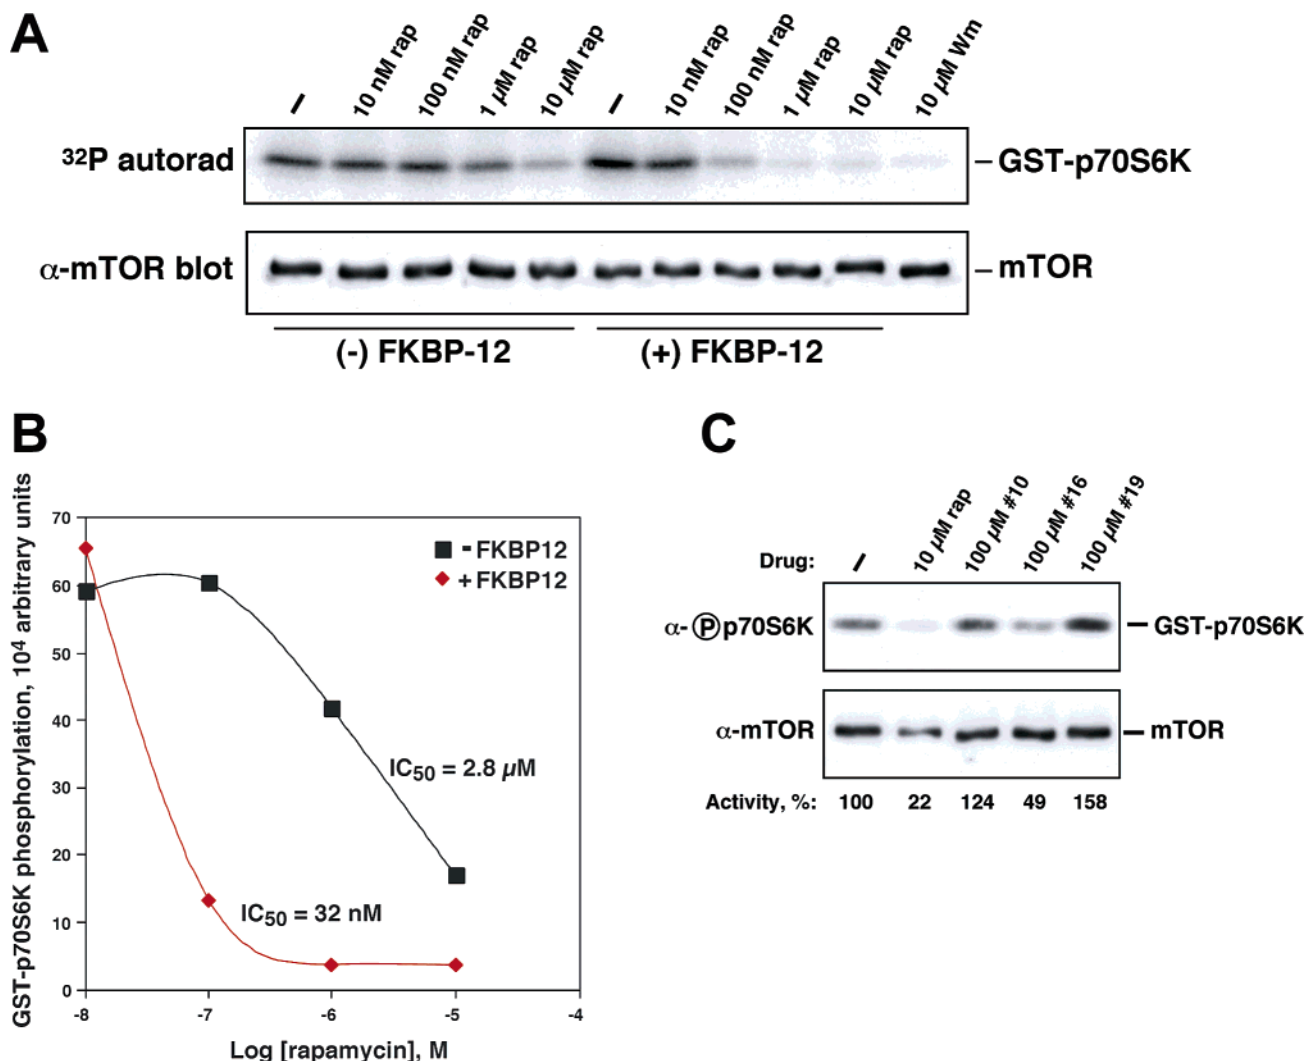 A
– 10 nM rap 100 nM rap 1 µM rap 10 µM rap – 10 nM rap 100 nM rap 1 µM rap 10 µM rap 10 µM Wm
³²P autorad – GST-p70S6K
α-mTOR blot – mTOR
(-) FKBP-12 (+) FKBP-12
B
GST-p70S6K phosphorylation, 10⁴ arbitrary units
70
60
50
40
30
20
10
0
- FKBP12
+ FKBP12
IC₅₀ = 2.8 µM
IC₅₀ = 32 nM
-8 -7 -6 -5 -4
Log [rapamycin], M
C
Drug: – 10 µM rap 100 µM #10 100 µM #16 100 µM #19
α-Ⓟp70S6K – GST-p70S6K
α-mTOR – mTOR
Activity, %: 100 22 124 49 158